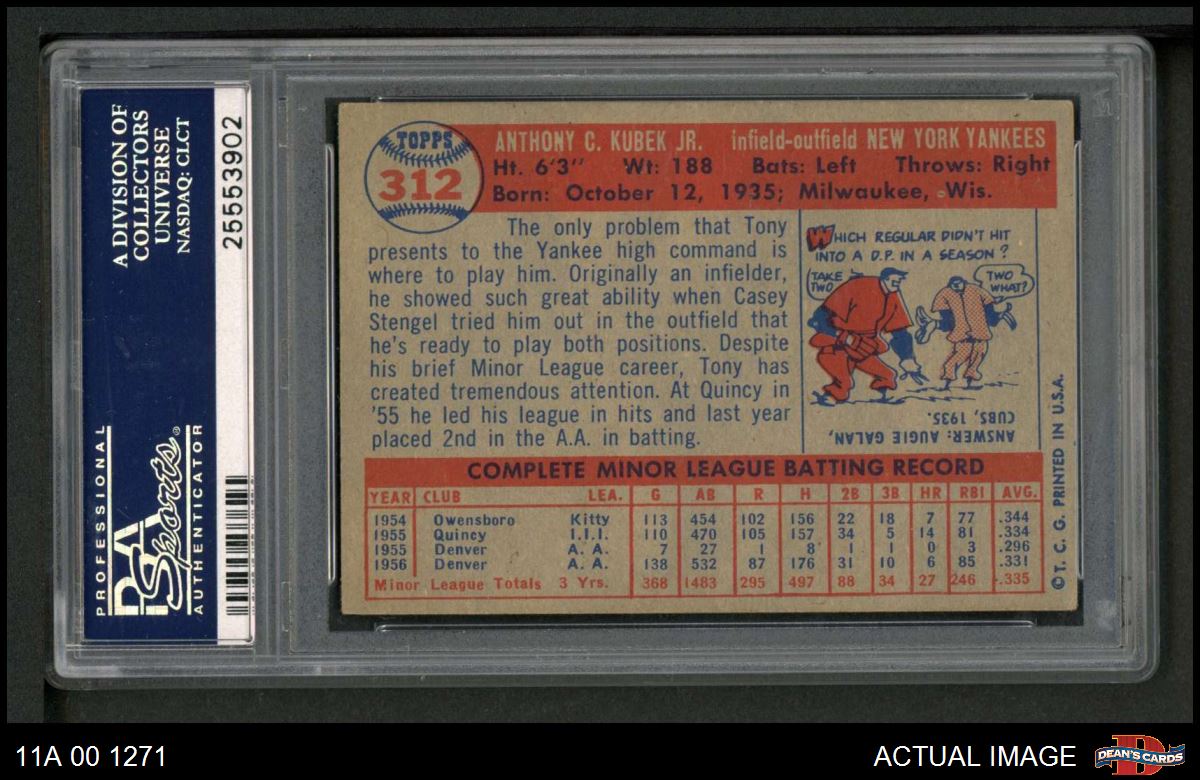 A DIVISION OF
COLLECTORS
UNIVERSE
NASDAQ: CLCT
25553902
PROFESSIONAL
PSA
Sports®
AUTHENTICATOR
TOPPS
312
ANTHONY C. KUBEK JR. infield-outfield NEW YORK YANKEES
Ht. 6'3" Wt: 188 Bats: Left Throws: Right
Born: October 12, 1935; Milwaukee, Wis.
The only problem that Tony
presents to the Yankee high command is
where to play him. Originally an infielder,
he showed such great ability when Casey
Stengel tried him out in the outfield that
he's ready to play both positions. Despite
his brief Minor League career, Tony has
created tremendous attention. At Quincy in
'55 he led his league in hits and last year
placed 2nd in the A.A. in batting.
WHICH REGULAR DIDN'T HIT
INTO A D.P. IN A SEASON?
TAKE
TWO
TWO
WHAT?
ANSWER: AUGIE GALAN,
CUBS, 1935.
COMPLETE MINOR LEAGUE BATTING RECORD
YEAR CLUB LEA. G AB R H 2B 3B HR RBI AVG.
1954 Owensboro Kitty 113 454 102 156 22 18 7 77 .344
1955 Quincy I.I.I. 110 470 105 157 34 5 14 81 .334
1955 Denver A. A. 7 27 1 8 1 1 0 3 .296
1956 Denver A. A. 138 532 87 176 31 10 6 85 .331
Minor League Totals 3 Yrs. 368 1483 295 497 88 34 27 246 .335
©T. C. G. PRINTED IN U.S.A.
11A 00 1271
ACTUAL IMAGE
DEAN'S CARDS